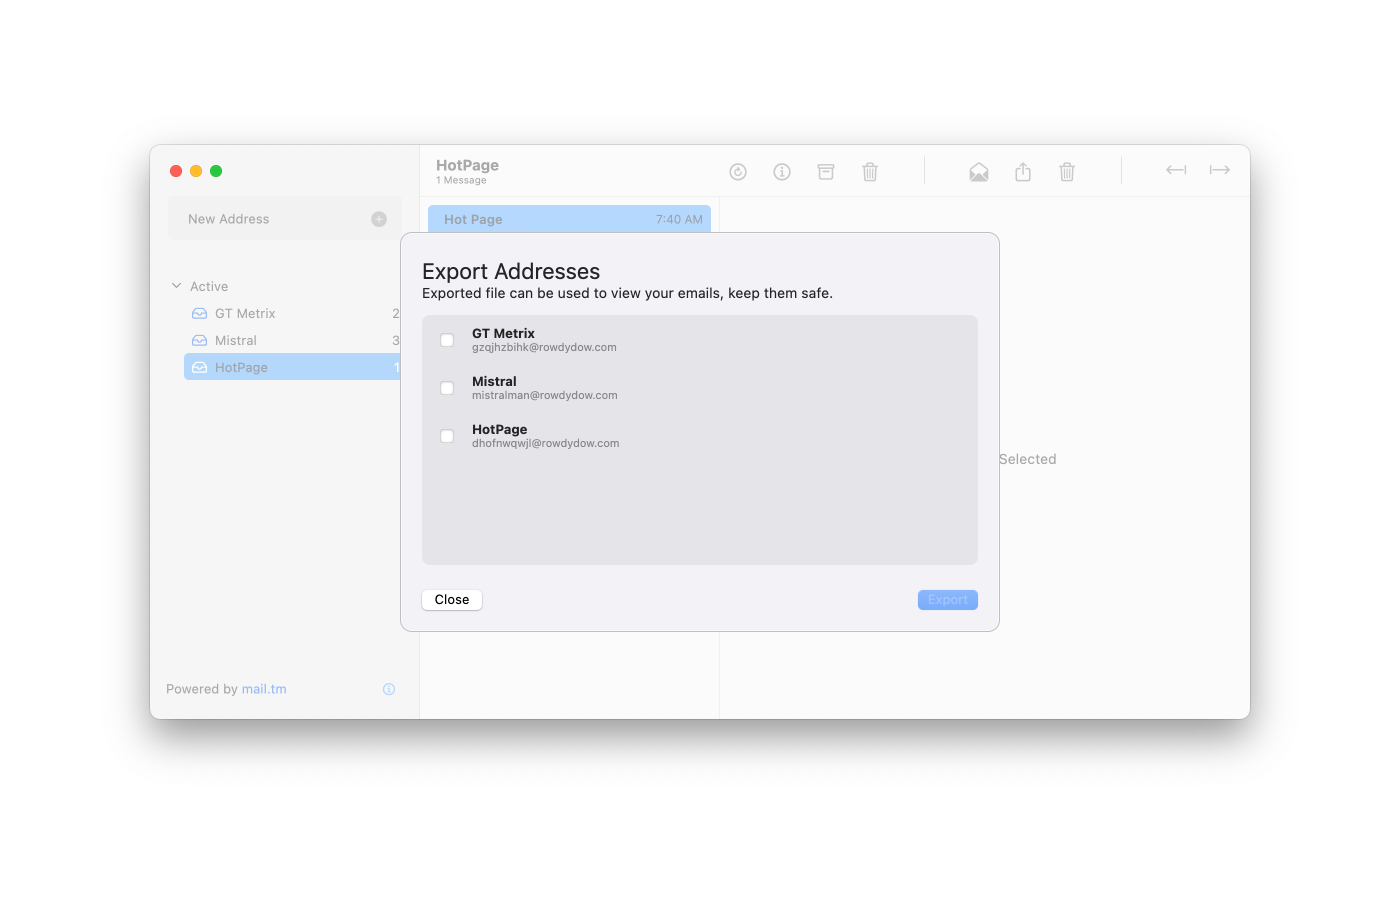 HotPage
1 Message
New Address
Hot Page
7:40 AM
Active
GT Metrix
2
Mistral
3
HotPage
1
Export Addresses
Exported file can be used to view your emails, keep them safe.
GT Metrix
gzqjhzbihk@rowdydow.com
Mistral
mistralman@rowdydow.com
HotPage
dhofnwqwjl@rowdydow.com
Selected
Close
Export
Powered by mail.tm